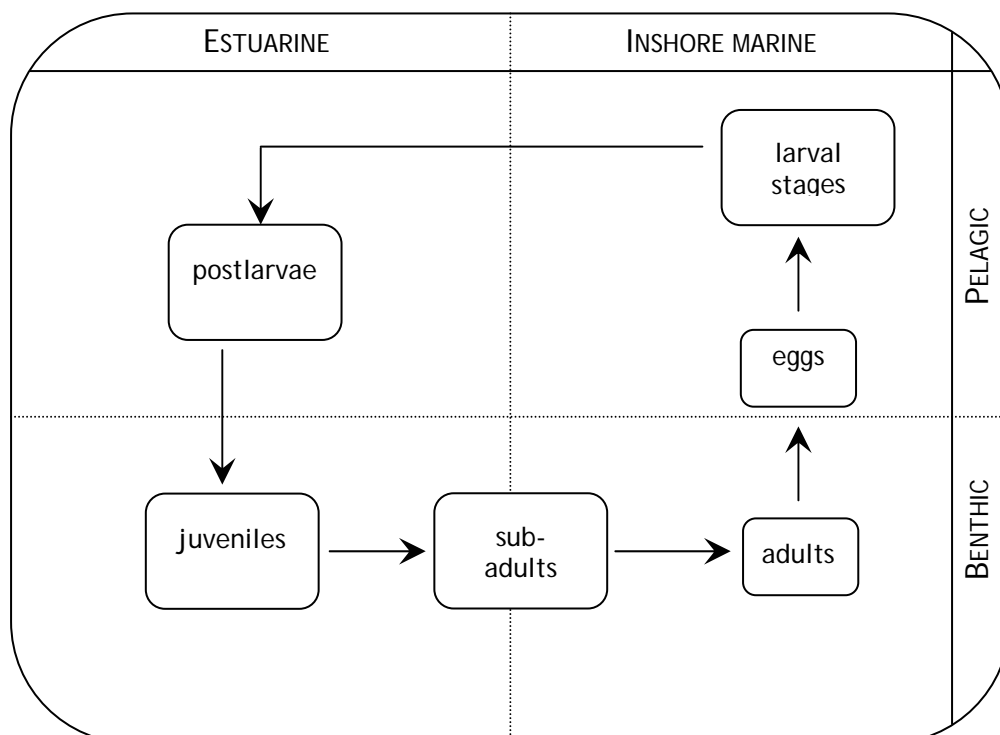 ESTUARINE
INSHORE MARINE
larval
stages
postlarvae
PELAGIC
eggs
juveniles
sub-
adults
adults
BENTHIC